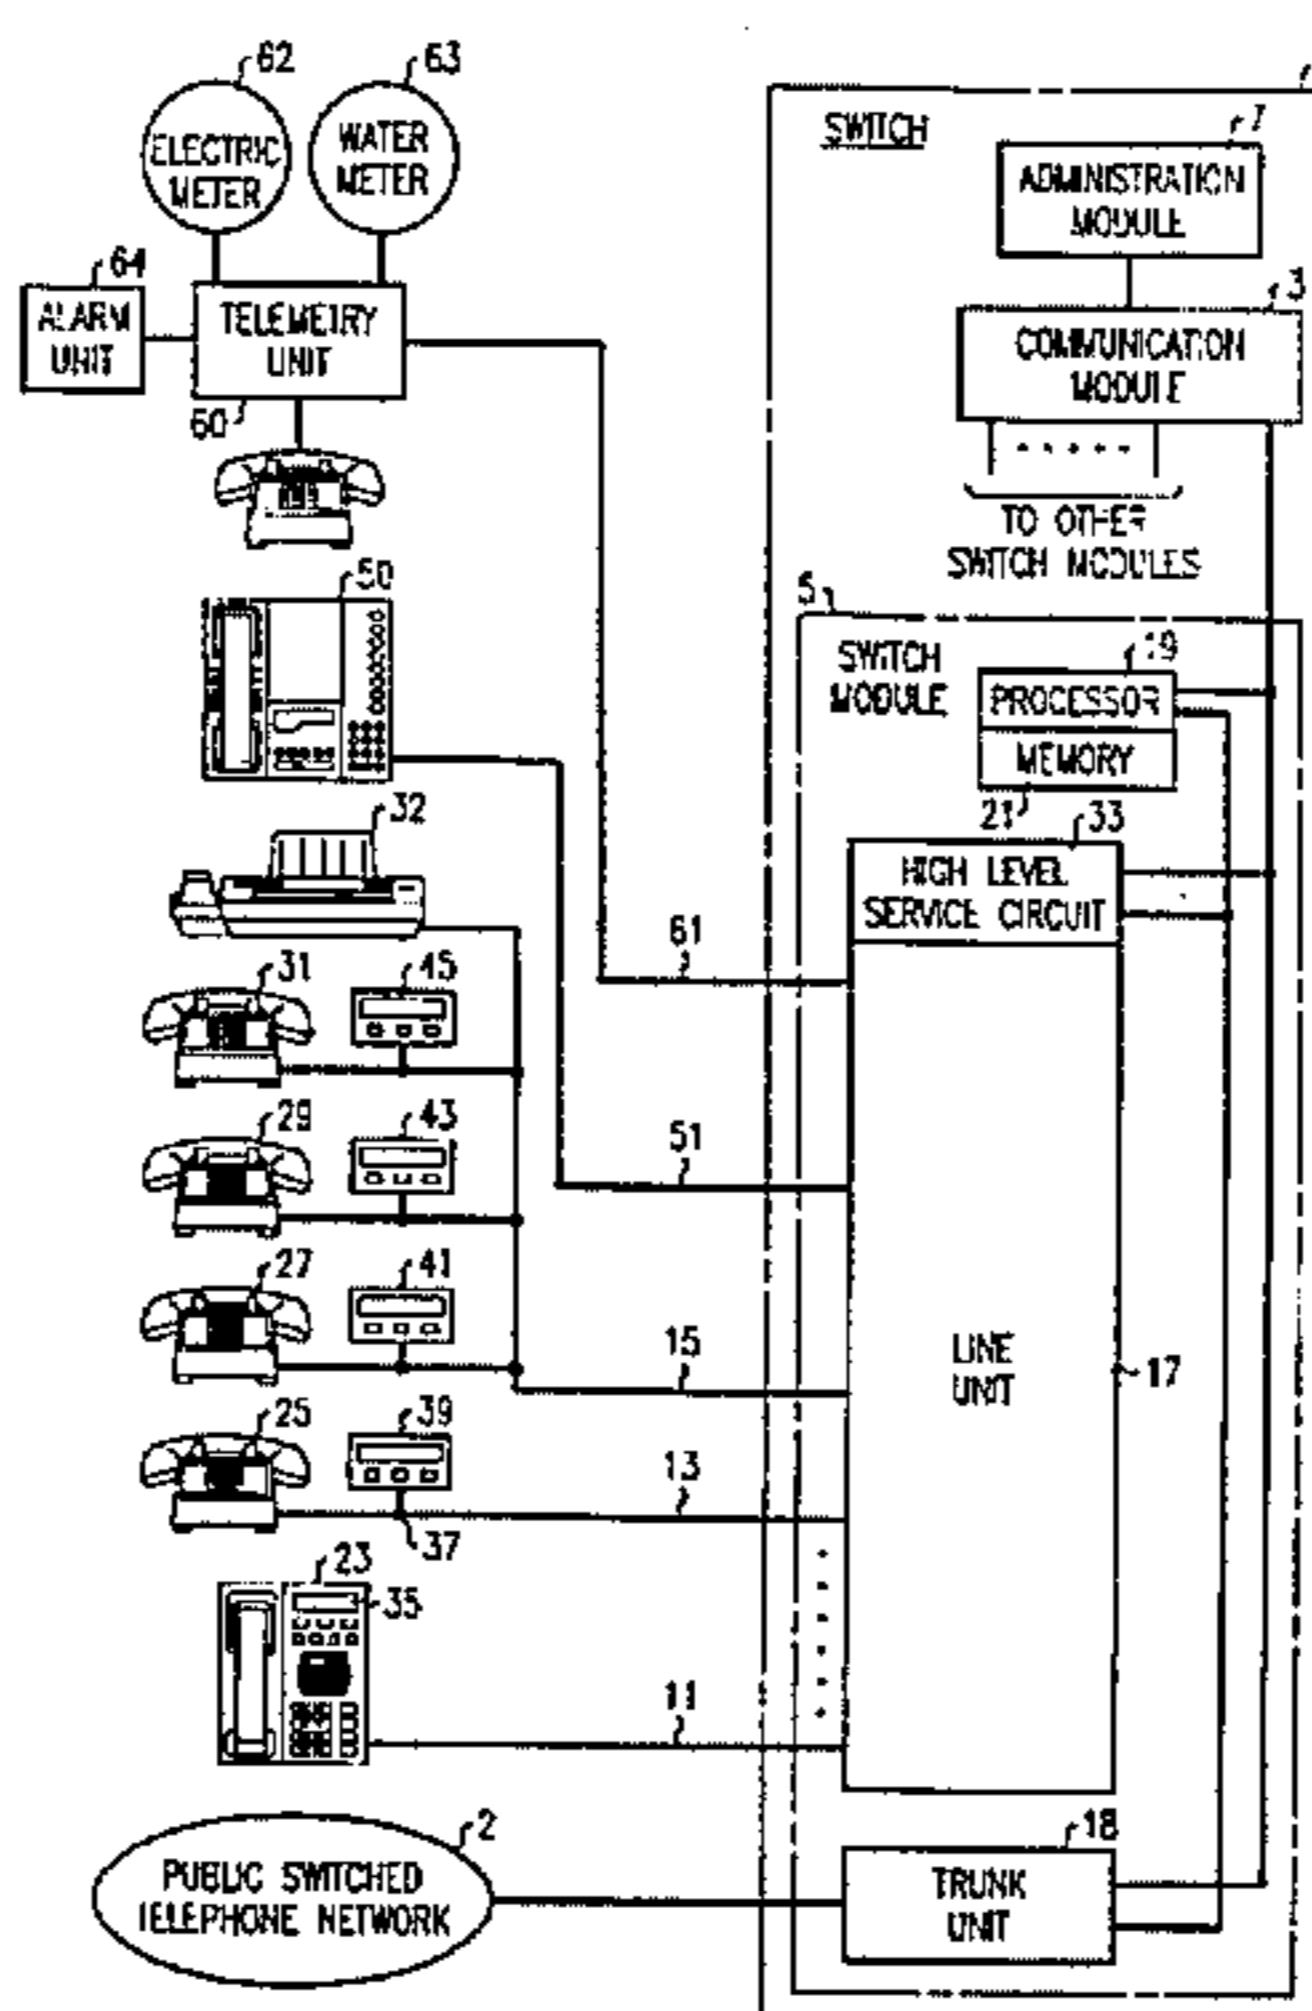 62
63
ELECTRIC
METER
WATER
METER
64
ALARM
UNIT
TELEMETRY
UNIT
60
50
32
31
45
29
43
27
41
25
39
37
23
35
2
PUBLIC SWITCHED
TELEPHONE NETWORK
61
51
15
13
11
SWITCH
7
ADMINISTRATION
MODULE
3
COMMUNICATION
MODULE
TO OTHER
SWITCH MODULES
5
SWITCH
MODULE
19
PROCESSOR
MEMORY
21
33
HIGH LEVEL
SERVICE CIRCUIT
LINE
UNIT
17
18
TRUNK
UNIT